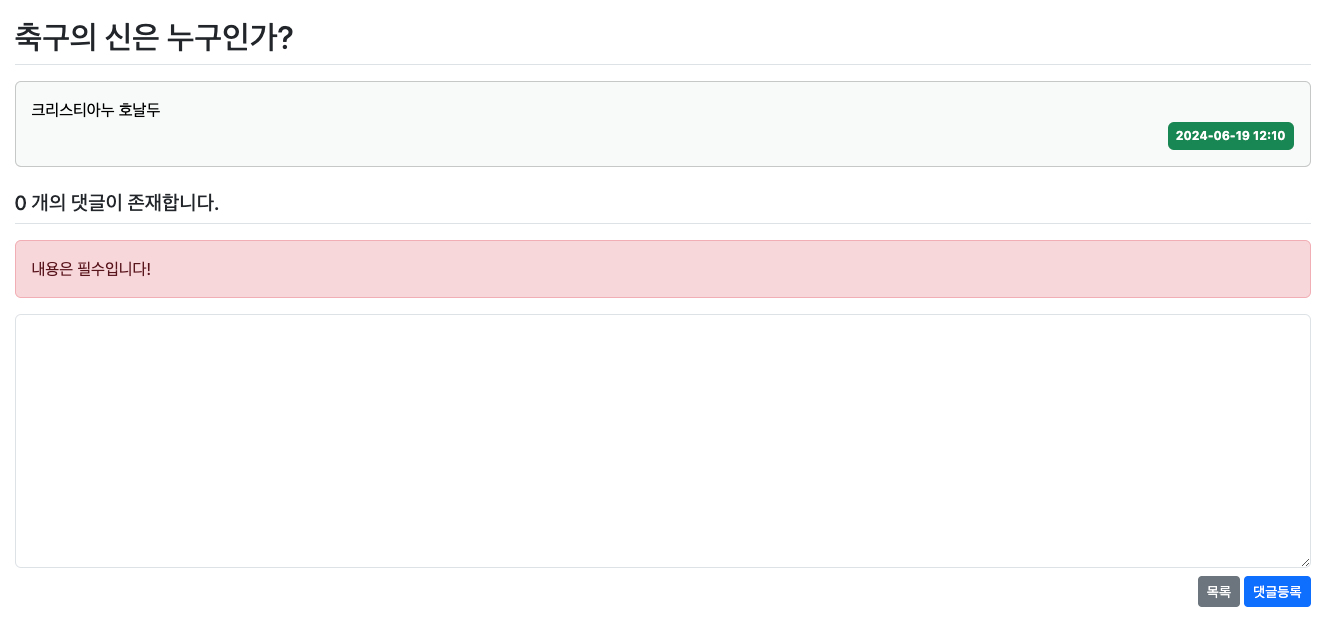 축구의 신은 누구인가?
크리스티아누 호날두
2024-06-19 12:10
0 개의 댓글이 존재합니다.
내용은 필수입니다!
목록 댓글등록